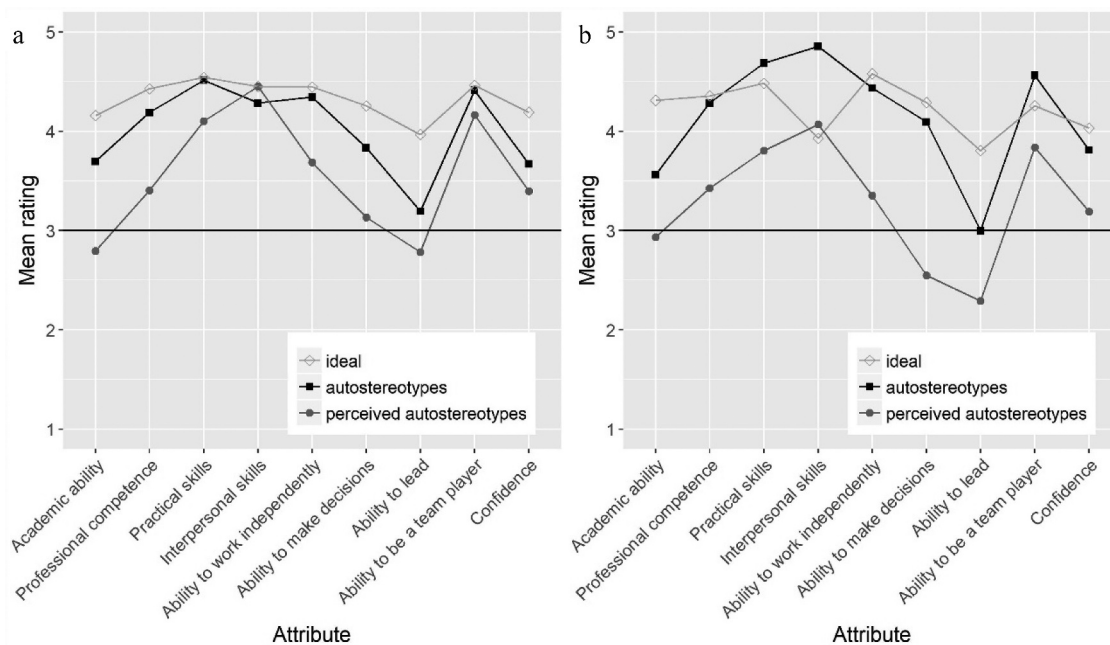 a
5
4
3
2
1
Mean rating
ideal
autostereotypes
perceived autostereotypes
Academic ability
Professional competence
Practical skills
Interpersonal skills
Ability to work independently
Ability to make decisions
Ability to lead
Ability to be a team player
Confidence
Attribute
b
5
4
3
2
1
Mean rating
ideal
autostereotypes
perceived autostereotypes
Academic ability
Professional competence
Practical skills
Interpersonal skills
Ability to work independently
Ability to make decisions
Ability to lead
Ability to be a team player
Confidence
Attribute